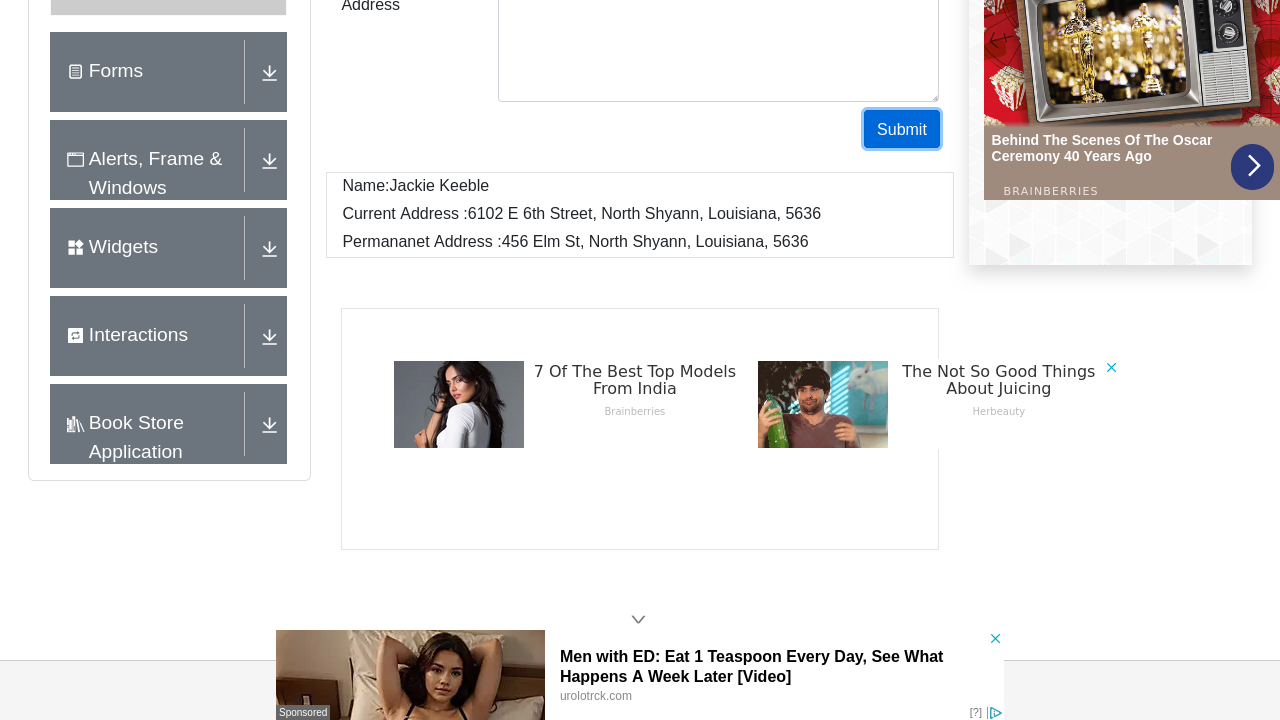 Address
Forms
Alerts, Frame &
Windows
Widgets
Interactions
Book Store
Application
Submit
Name:Jackie Keeble
Current Address :6102 E 6th Street, North Shyann, Louisiana, 5636
Permananet Address :456 Elm St, North Shyann, Louisiana, 5636
Behind The Scenes Of The Oscar
Ceremony 40 Years Ago
BRAINBERRIES
7 Of The Best Top Models
From India
Brainberries
The Not So Good Things
About Juicing
Herbeauty
Men with ED: Eat 1 Teaspoon Every Day, See What
Happens A Week Later [Video]
urolotrck.com
Sponsored
[?]